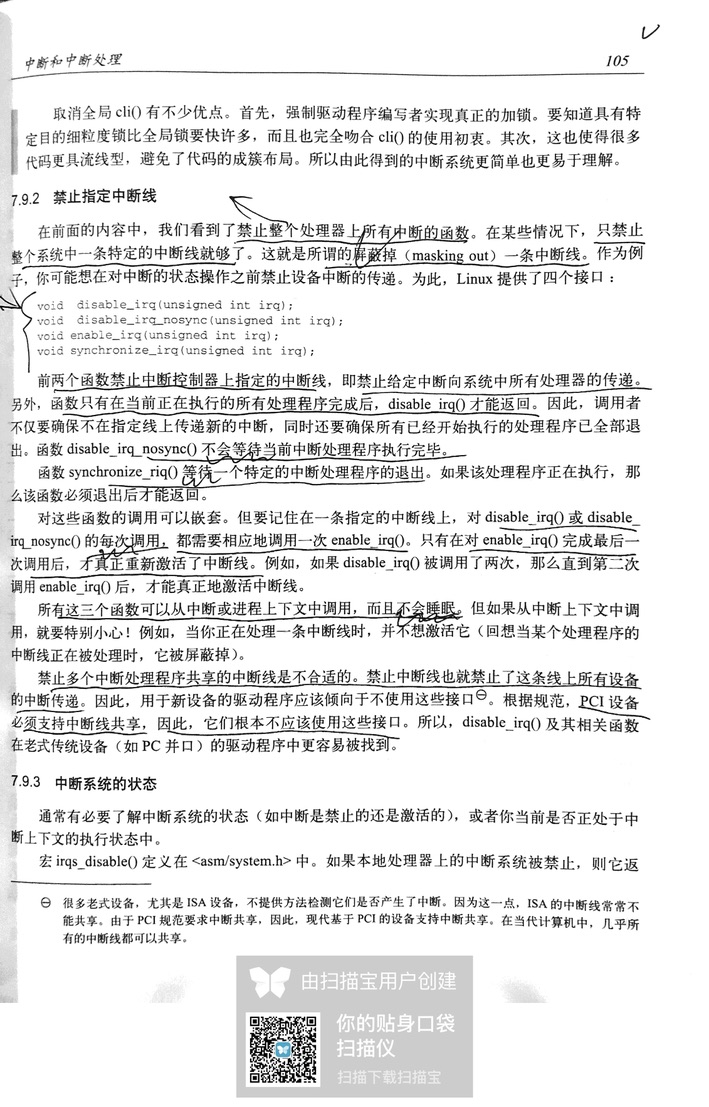 中断和中断处理 105
取消全局 cli() 有不少优点。首先，强制驱动程序编写者实现真正的加锁。要知道具有特
定目的细粒度锁比全局锁要快许多，而且也完全吻合 cli() 的使用初衷。其次，这也使得很多
代码更具流线型，避免了代码的成簇布局。所以由此得到的中断系统更简单也更易于理解。
7.9.2 禁止指定中断线
在前面的内容中，我们看到了禁止整个处理器上所有中断的函数。在某些情况下，只禁止
整个系统中一条特定的中断线就够了。这就是所谓的屏蔽掉（masking out）一条中断线。作为例
子，你可能想在对中断的状态操作之前禁止设备中断的传递。为此，Linux 提供了四个接口：
void disable_irq(unsigned int irq);
void disable_irq_nosync(unsigned int irq);
void enable_irq(unsigned int irq);
void synchronize_irq(unsigned int irq);
前两个函数禁止中断控制器上指定的中断线，即禁止给定中断向系统中所有处理器的传递。
另外，函数只有在当前正在执行的所有处理程序完成后，disable_irq() 才能返回。因此，调用者
不仅要确保不在指定线上传递新的中断，同时还要确保所有已经开始执行的处理程序已全部退
出。函数 disable_irq_nosync() 不会等待当前中断处理程序执行完毕。
函数 synchronize_riq() 等待一个特定的中断处理程序的退出。如果该处理程序正在执行，那
么该函数必须退出后才能返回。
对这些函数的调用可以嵌套。但要记住在一条指定的中断线上，对 disable_irq() 或 disable_
irq_nosync() 的每次调用，都需要相应地调用一次 enable_irq()。只有在对 enable_irq() 完成最后一
次调用后，才真正重新激活了中断线。例如，如果 disable_irq() 被调用了两次，那么直到第二次
调用 enable_irq() 后，才能真正地激活中断线。
所有这三个函数可以从中断或进程上下文中调用，而且不会睡眠。但如果从中断上下文中调
用，就要特别小心！例如，当你正在处理一条中断线时，并不想激活它（回想当某个处理程序的
中断线正在被处理时，它被屏蔽掉）。
禁止多个中断处理程序共享的中断线是不合适的。禁止中断线也就禁止了这条线上所有设备
的中断传递。因此，用于新设备的驱动程序应该倾向于不使用这些接口㊀。根据规范，PCI 设备
必须支持中断线共享，因此，它们根本不应该使用这些接口。所以，disable_irq() 及其相关函数
在老式传统设备（如 PC 并口）的驱动程序中更容易被找到。
7.9.3 中断系统的状态
通常有必要了解中断系统的状态（如中断是禁止的还是激活的），或者你当前是否正处于中
断上下文的执行状态中。
宏 irqs_disable() 定义在 <asm/system.h> 中。如果本地处理器上的中断系统被禁止，则它返
㊀ 很多老式设备，尤其是 ISA 设备，不提供方法检测它们是否产生了中断。因为这一点，ISA 的中断线常常不
能共享。由于 PCI 规范要求中断共享，因此，现代基于 PCI 的设备支持中断共享。在当代计算机中，几乎所
有的中断线都可以共享。
由扫描宝用户创建
你的贴身口袋
扫描仪
扫描下载扫描宝